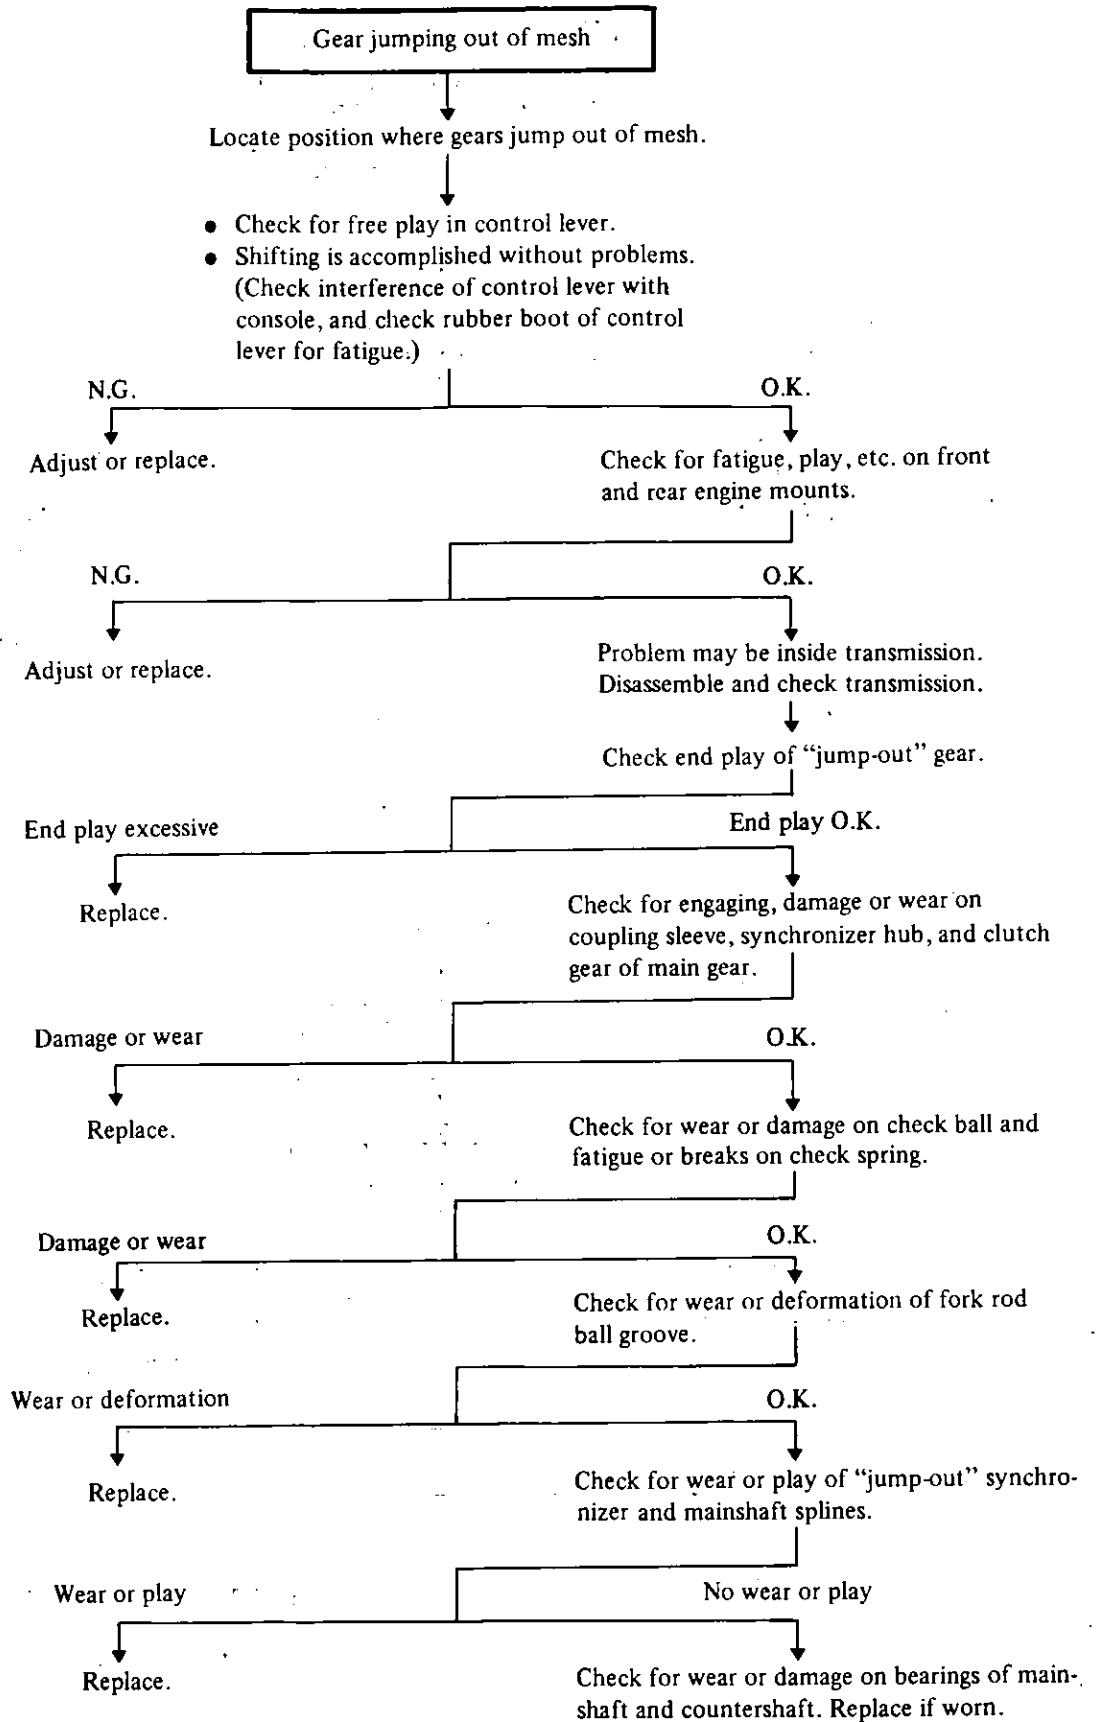 Gear jumping out of mesh
Locate position where gears jump out of mesh.
● Check for free play in control lever.
● Shifting is accomplished without problems.
(Check interference of control lever with
console, and check rubber boot of control
lever for fatigue.)
N.G.
O.K.
Adjust or replace.
Check for fatigue, play, etc. on front
and rear engine mounts.
N.G.
O.K.
Adjust or replace.
Problem may be inside transmission.
Disassemble and check transmission.
Check end play of “jump-out” gear.
End play excessive
End play O.K.
Replace.
Check for engaging, damage or wear on
coupling sleeve, synchronizer hub, and clutch
gear of main gear.
Damage or wear
O.K.
Replace.
Check for wear or damage on check ball and
fatigue or breaks on check spring.
Damage or wear
O.K.
Replace.
Check for wear or deformation of fork rod
ball groove.
Wear or deformation
O.K.
Replace.
Check for wear or play of “jump-out” synchro-
nizer and mainshaft splines.
Wear or play
No wear or play
Replace.
Check for wear or damage on bearings of main-
shaft and countershaft. Replace if worn.